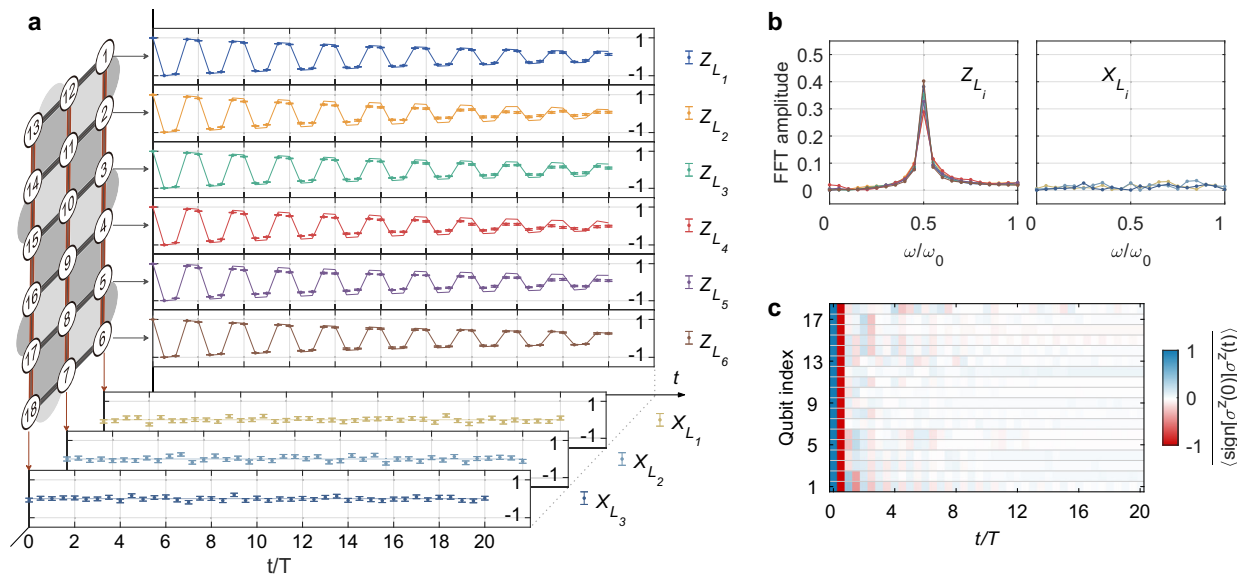 a
1
12
13
2
11
14
3
10
15
4
9
16
5
8
17
6
7
18
1
-1
Z_{L_1}
1
-1
Z_{L_2}
1
-1
Z_{L_3}
1
-1
Z_{L_4}
1
-1
Z_{L_5}
1
-1
Z_{L_6}
t
1
-1
X_{L_1}
1
-1
X_{L_2}
1
-1
X_{L_3}
0 2 4 6 8 10 12 14 16 18 20
t/T
b
FFT amplitude
0.5
0.4
0.3
0.2
0.1
0
Z_{L_i}
X_{L_i}
0 0.5 1
0 0.5 1
ω/ω_0
ω/ω_0
c
Qubit index
17
13
9
5
1
0 4 8 12 16 20
t/T
1
0
-1
⟨sign[σ^z(0)]σ^z(t)⟩